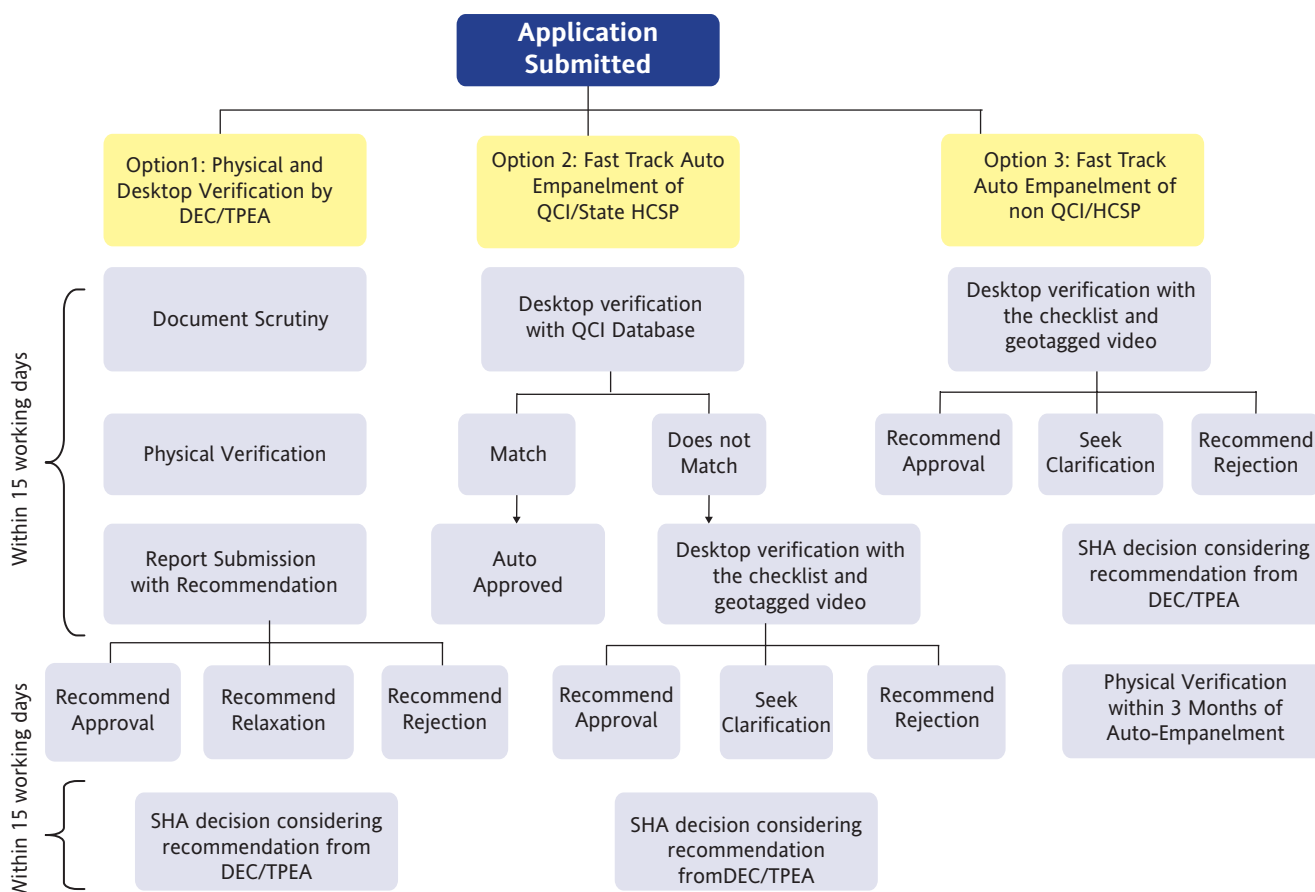 Application
Submitted
Option1: Physical and
Desktop Verification by
DEC/TPEA
Option 2: Fast Track Auto
Empanelment of
QCI/State HCSP
Option 3: Fast Track
Auto Empanelment of
non QCI/HCSP
Within 15 working days
Document Scrutiny
Desktop verification
with QCI Database
Desktop verification with
the checklist and
geotagged video
Physical Verification
Match
Does not
Match
Recommend
Approval
Seek
Clarification
Recommend
Rejection
Report Submission
with Recommendation
Auto
Approved
Desktop verification with
the checklist and
geotagged video
SHA decision considering
recommendation from
DEC/TPEA
Within 15 working days
Recommend
Approval
Recommend
Relaxation
Recommend
Rejection
Recommend
Approval
Seek
Clarification
Recommend
Rejection
Physical Verification
within 3 Months of
Auto-Empanelment
SHA decision considering
recommendation from
DEC/TPEA
SHA decision considering
recommendation
fromDEC/TPEA